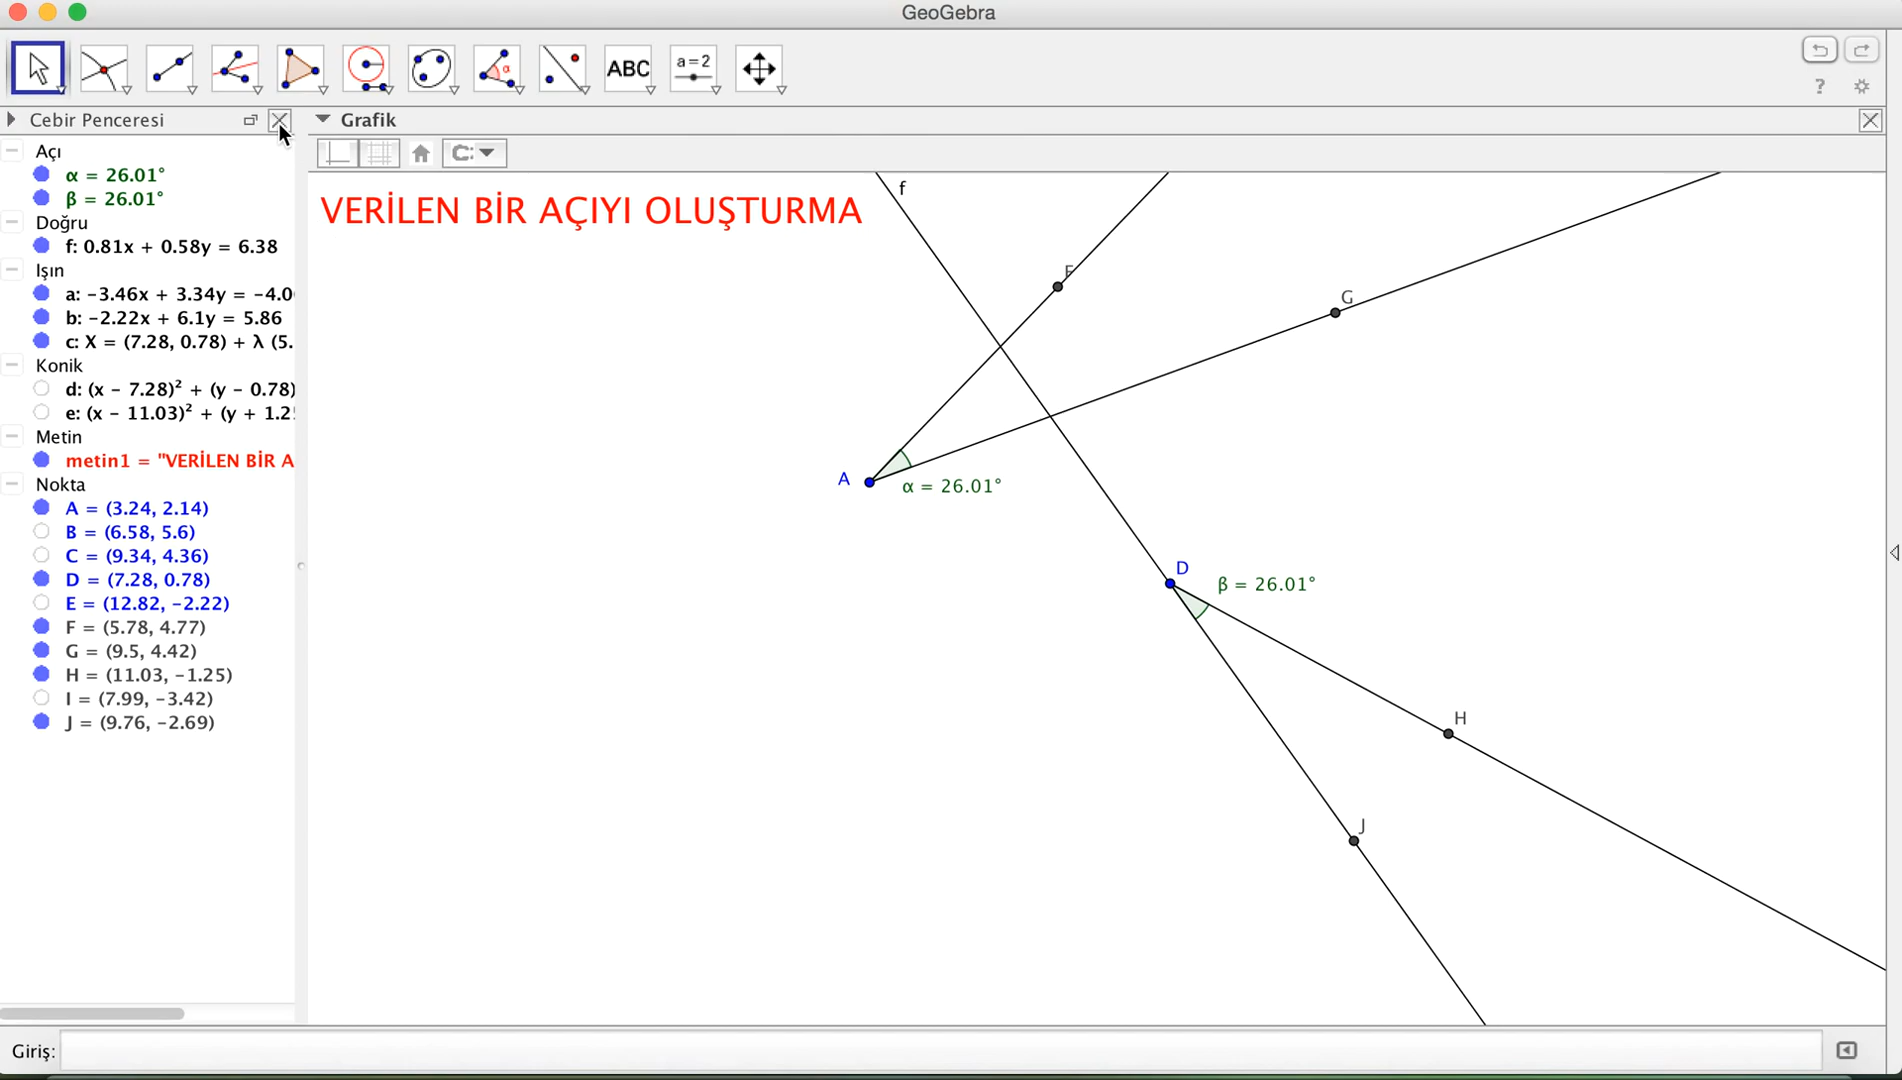 GeoGebra
ABC
a=2
?
Cebir Penceresi
Grafik
Açı
α = 26.01°
β = 26.01°
Doğru
f: 0.81x + 0.58y = 6.38
Işın
a: -3.46x + 3.34y = -4.0
b: -2.22x + 6.1y = 5.86
c: X = (7.28, 0.78) + λ (5.
Konik
d: (x - 7.28)² + (y - 0.78)
e: (x - 11.03)² + (y + 1.2
Metin
metin1 = "VERİLEN BİR A
Nokta
A = (3.24, 2.14)
B = (6.58, 5.6)
C = (9.34, 4.36)
D = (7.28, 0.78)
E = (12.82, -2.22)
F = (5.78, 4.77)
G = (9.5, 4.42)
H = (11.03, -1.25)
I = (7.99, -3.42)
J = (9.76, -2.69)
VERİLEN BİR AÇIYI OLUŞTURMA
f
F
G
A
α = 26.01°
D
β = 26.01°
H
J
Giriş: